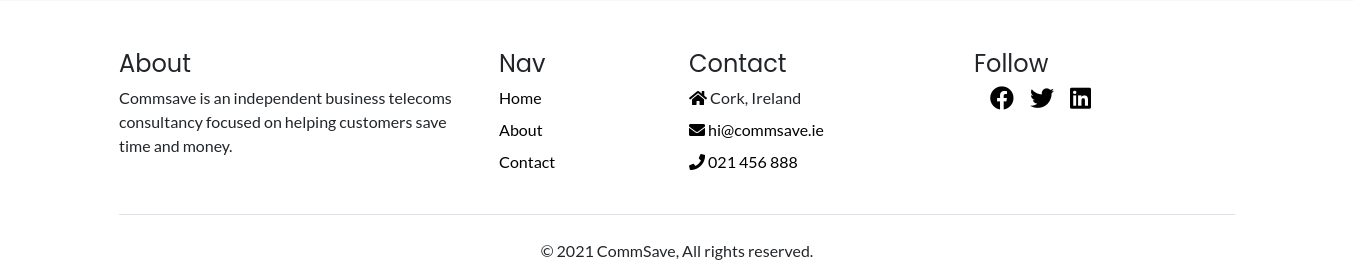 About
Commsave is an independent business telecoms
consultancy focused on helping customers save
time and money.
Nav
Home
About
Contact
Contact
Cork, Ireland
hi@commsave.ie
021 456 888
Follow
© 2021 CommSave, All rights reserved.